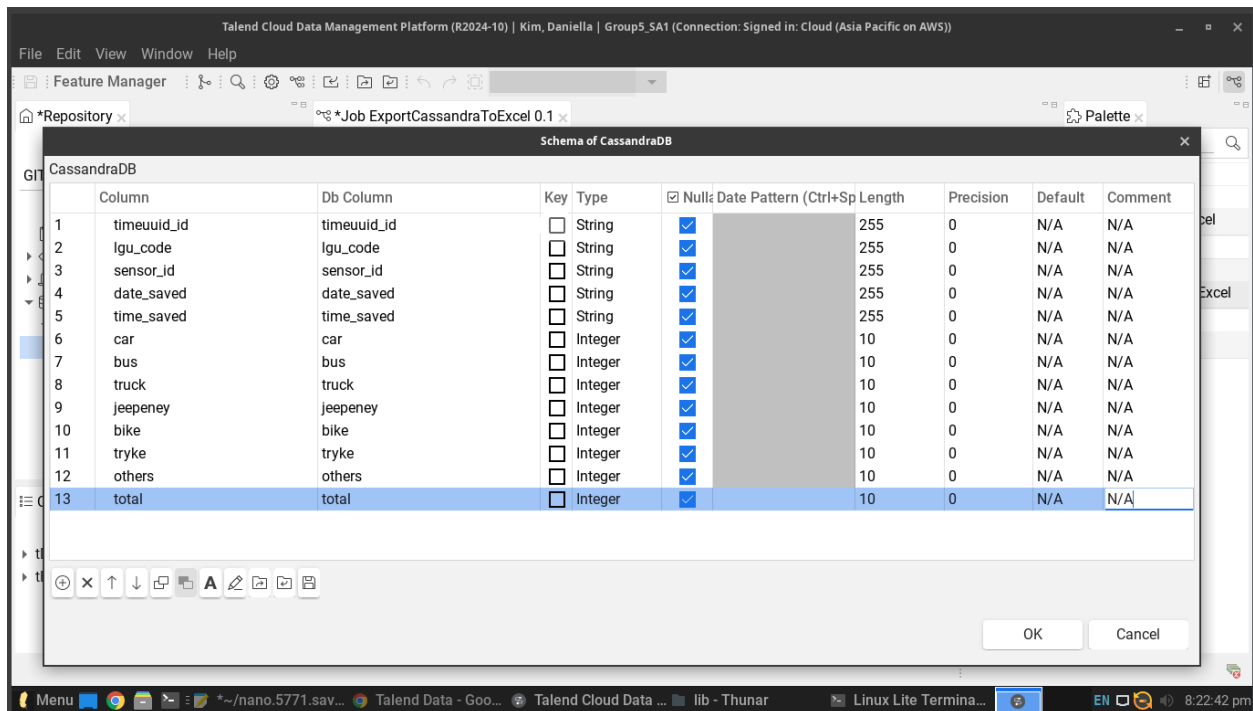 Talend Cloud Data Management Platform (R2024-10) | Kim, Daniella | Group5_SA1 (Connection: Signed in: Cloud (Asia Pacific on AWS))
File Edit View Window Help
Feature Manager
*Repository *Job ExportCassandraToExcel 0.1 Palette
Schema of CassandraDB
GIT
CassandraDB
Column Db Column Key Type Nulla Date Pattern (Ctrl+Sp Length Precision Default Comment
1 timeuuid_id timeuuid_id String 255 0 N/A N/A
2 lgu_code lgu_code String 255 0 N/A N/A
3 sensor_id sensor_id String 255 0 N/A N/A
4 date_saved date_saved String 255 0 N/A N/A
5 time_saved time_saved String 255 0 N/A N/A
6 car car Integer 10 0 N/A N/A
7 bus bus Integer 10 0 N/A N/A
8 truck truck Integer 10 0 N/A N/A
9 jeepeney jeepeney Integer 10 0 N/A N/A
10 bike bike Integer 10 0 N/A N/A
11 tryke tryke Integer 10 0 N/A N/A
12 others others Integer 10 0 N/A N/A
13 total total Integer 10 0 N/A N/A
Excel
A
OK Cancel
Menu *~/nano.5771.sav... Talend Data - Goo... Talend Cloud Data ... lib - Thunar Linux Lite Termina... EN 8:22:42 pm